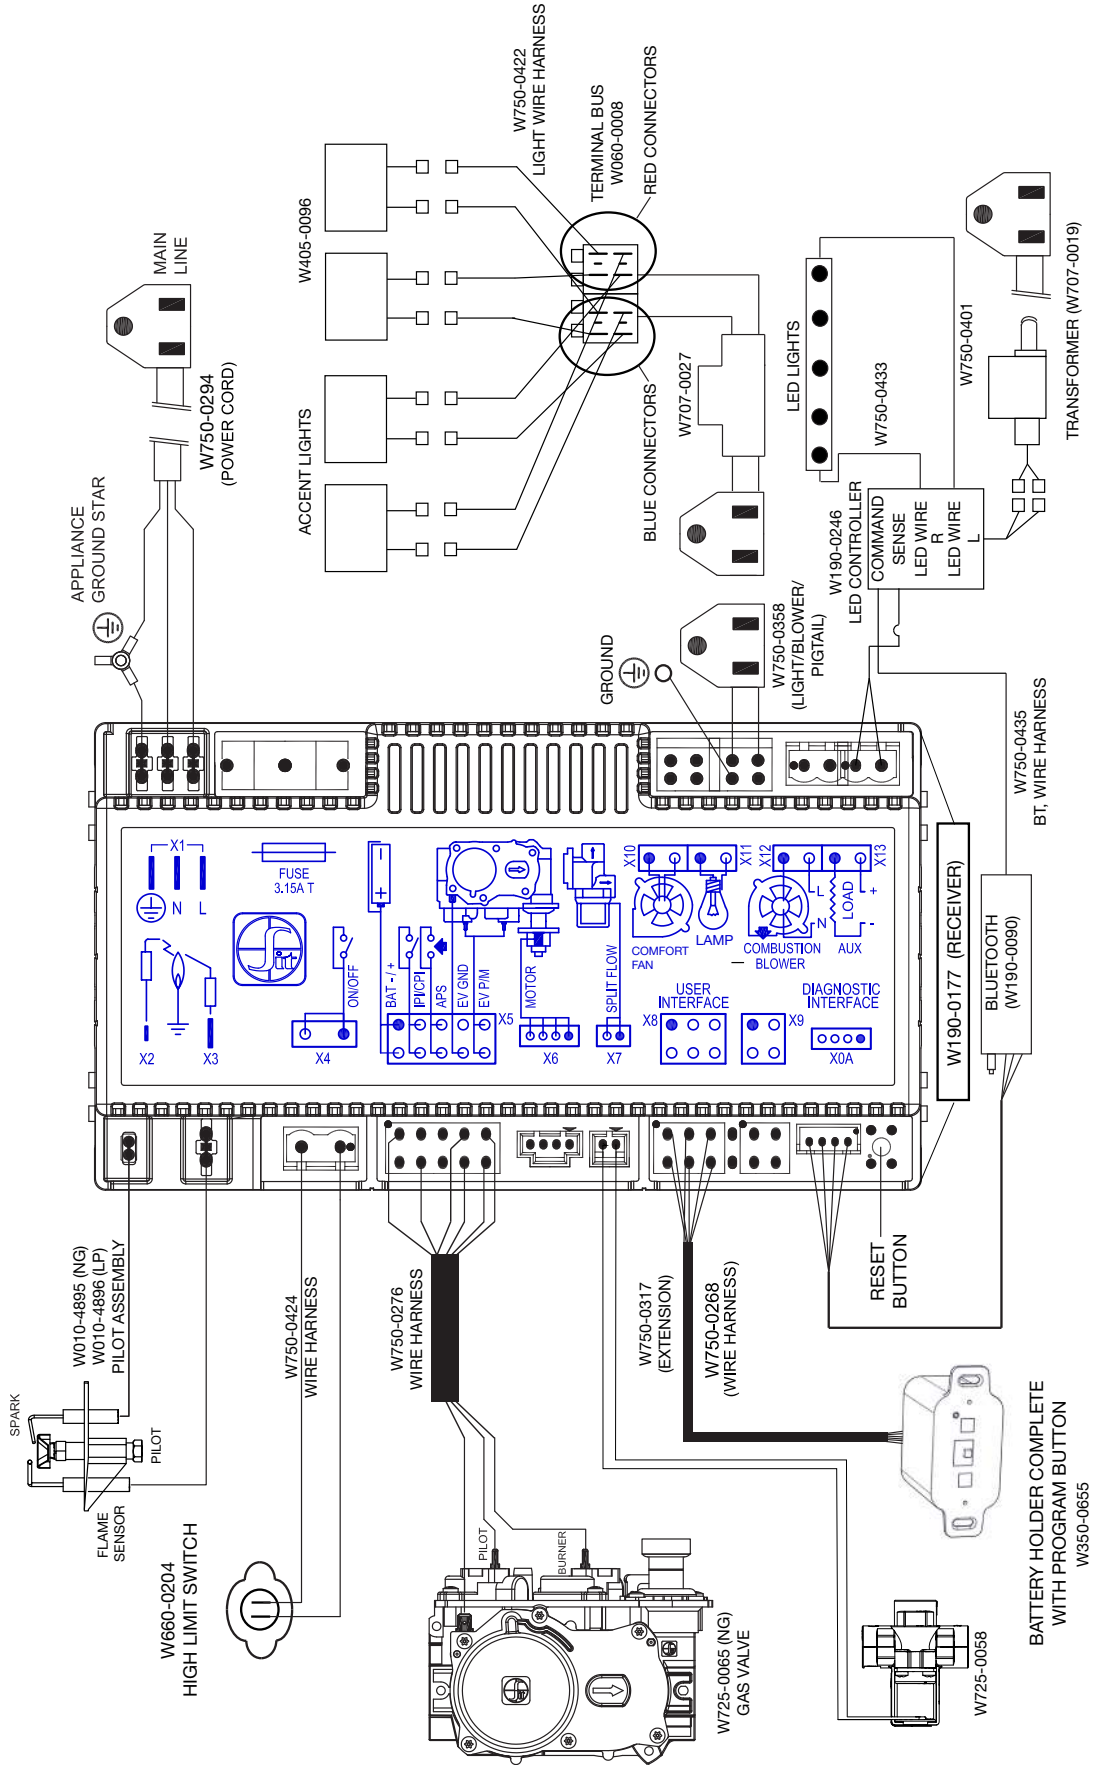 SPARK
FLAME
SENSOR
PILOT
W010-4895 (NG)
W010-4896 (LP)
PILOT ASSEMBLY
W660-0204
HIGH LIMIT SWITCH
W750-0424
WIRE HARNESS
W750-0276
WIRE HARNESS
PILOT
BURNER
W725-0065 (NG)
GAS VALVE
W750-0317
(EXTENSION)
W750-0268
(WIRE HARNESS)
RESET
BUTTON
W725-0058
BATTERY HOLDER COMPLETE
WITH PROGRAM BUTTON
W350-0655
X2
X3
X1
N
L
FUSE
3.15A T
Sit
X4
ON/OFF
BAT -/+
IPI/CPI
APS
EV GND
EV P/M
X5
+
-
MOTOR
X6
SPLIT FLOW
X7
X10
COMFORT
FAN
X11
LAMP
X12
N
L
COMBUSTION
BLOWER
X13
LOAD
+
-
AUX
USER
INTERFACE
X8
X9
DIAGNOSTIC
INTERFACE
X0A
W190-0177 (RECEIVER)
BLUETOOTH
(W190-0090)
W750-0435
BT, WIRE HARNESS
APPLIANCE
GROUND STAR
W750-0294
(POWER CORD)
MAIN
LINE
ACCENT LIGHTS
W405-0096
W750-0422
LIGHT WIRE HARNESS
TERMINAL BUS
W060-0008
RED CONNECTORS
BLUE CONNECTORS
W707-0027
GROUND
W750-0358
(LIGHT/BLOWER/
PIGTAIL)
LED LIGHTS
W190-0246
LED CONTROLLER
COMMAND
SENSE
LED WIRE
R
LED WIRE
L
W750-0433
W750-0401
TRANSFORMER (W707-0019)
Sit